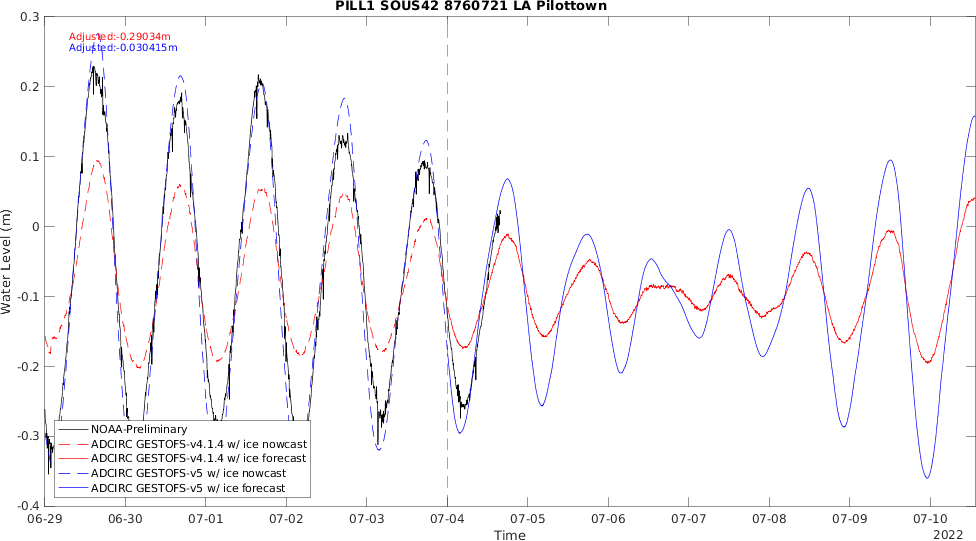 PILL1 SOUS42 8760721 LA Pilottown
Adjusted:-0.29034m
Adjusted:-0.030415m
0.3
0.2
0.1
0
-0.1
-0.2
-0.3
-0.4
Water Level (m)
NOAA-Preliminary
ADCIRC GESTOFS-v4.1.4 w/ ice nowcast
ADCIRC GESTOFS-v4.1.4 w/ ice forecast
ADCIRC GESTOFS-v5 w/ ice nowcast
ADCIRC GESTOFS-v5 w/ ice forecast
06-29 06-30 07-01 07-02 07-03 07-04 07-05 07-06 07-07 07-08 07-09 07-10
Time
2022